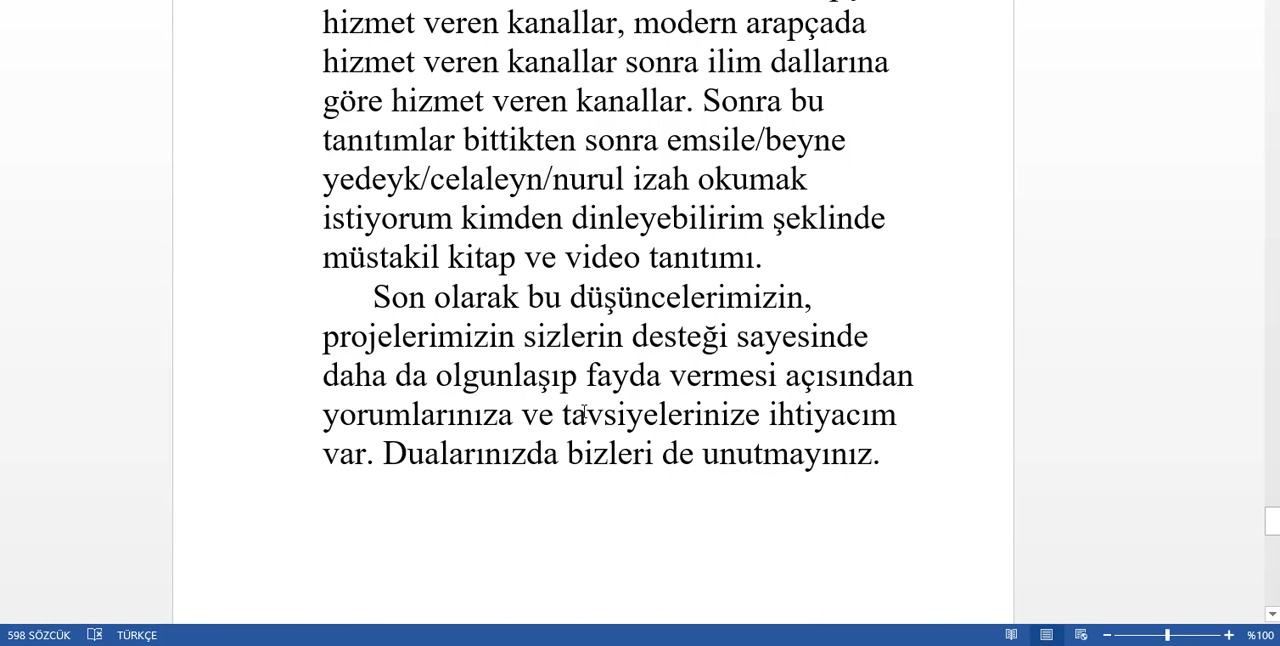 hizmet veren kanallar, modern arapçada
hizmet veren kanallar sonra ilim dallarına
göre hizmet veren kanallar. Sonra bu
tanıtımlar bittikten sonra emsile/beyne
yedeyk/celaleyn/nurul izah okumak
istiyorum kimden dinleyebilirim şeklinde
müstakil kitap ve video tanıtımı.
Son olarak bu düşüncelerimizin,
projelerimizin sizlerin desteği sayesinde
daha da olgunlaşıp fayda vermesi açısından
yorumlarınıza ve tavsiyelerinize ihtiyacım
var. Dualarınızda bizleri de unutmayınız.
598 SÖZCÜK TÜRKÇE %100